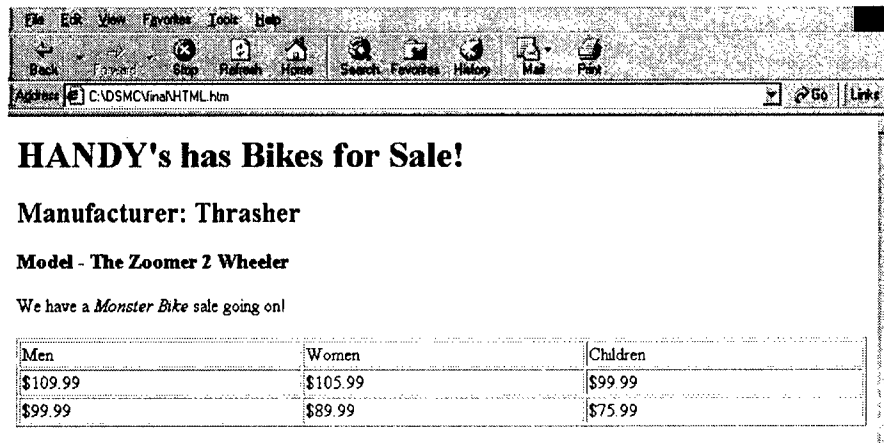 File Edit View Favorites Tools Help
Back Forward Stop Refresh Home Search Favorites History Mail Print
Address C:\DSMC\final\HTML.htm Go Links
HANDY's has Bikes for Sale!
Manufacturer: Thrasher
Model - The Zoomer 2 Wheeler
We have a Monster Bike sale going on!
Men Women Children
$109.99 $105.99 $99.99
$99.99 $89.99 $75.99